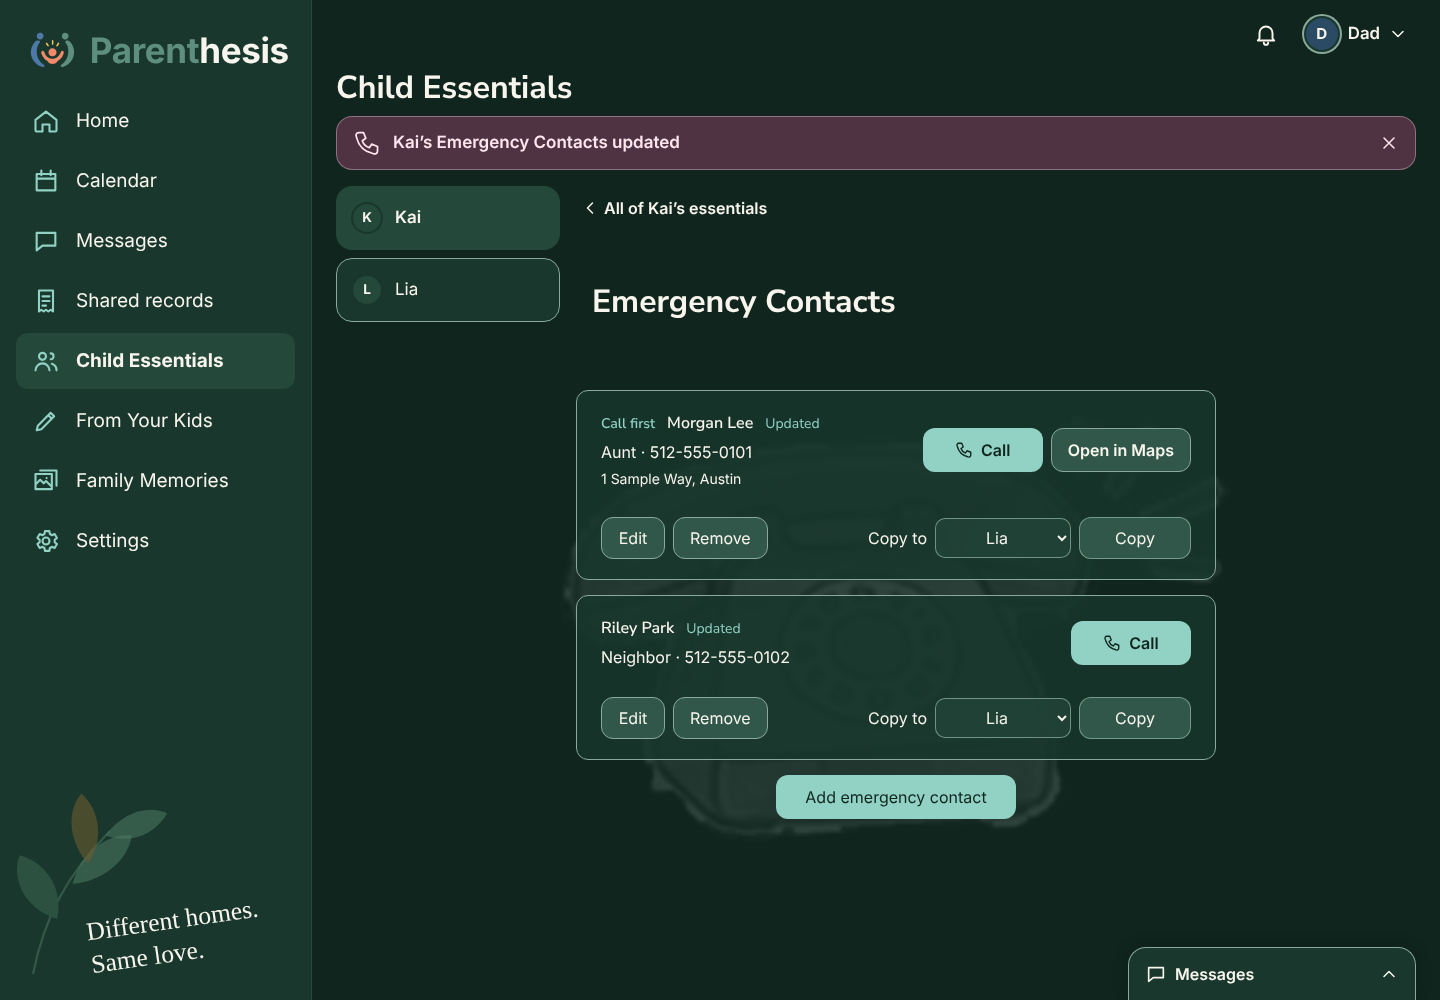 Parenthesis
D
Dad
Home
Calendar
Messages
Shared records
Child Essentials
From Your Kids
Family Memories
Settings
Different homes.
Same love.
Child Essentials
Kai’s Emergency Contacts updated
K
Kai
L
Lia
All of Kai’s essentials
Emergency Contacts
Call first Morgan Lee Updated
Aunt · 512-555-0101
1 Sample Way, Austin
Call
Open in Maps
Edit
Remove
Copy to
Lia
Copy
Riley Park Updated
Neighbor · 512-555-0102
Call
Edit
Remove
Copy to
Lia
Copy
Add emergency contact
Messages